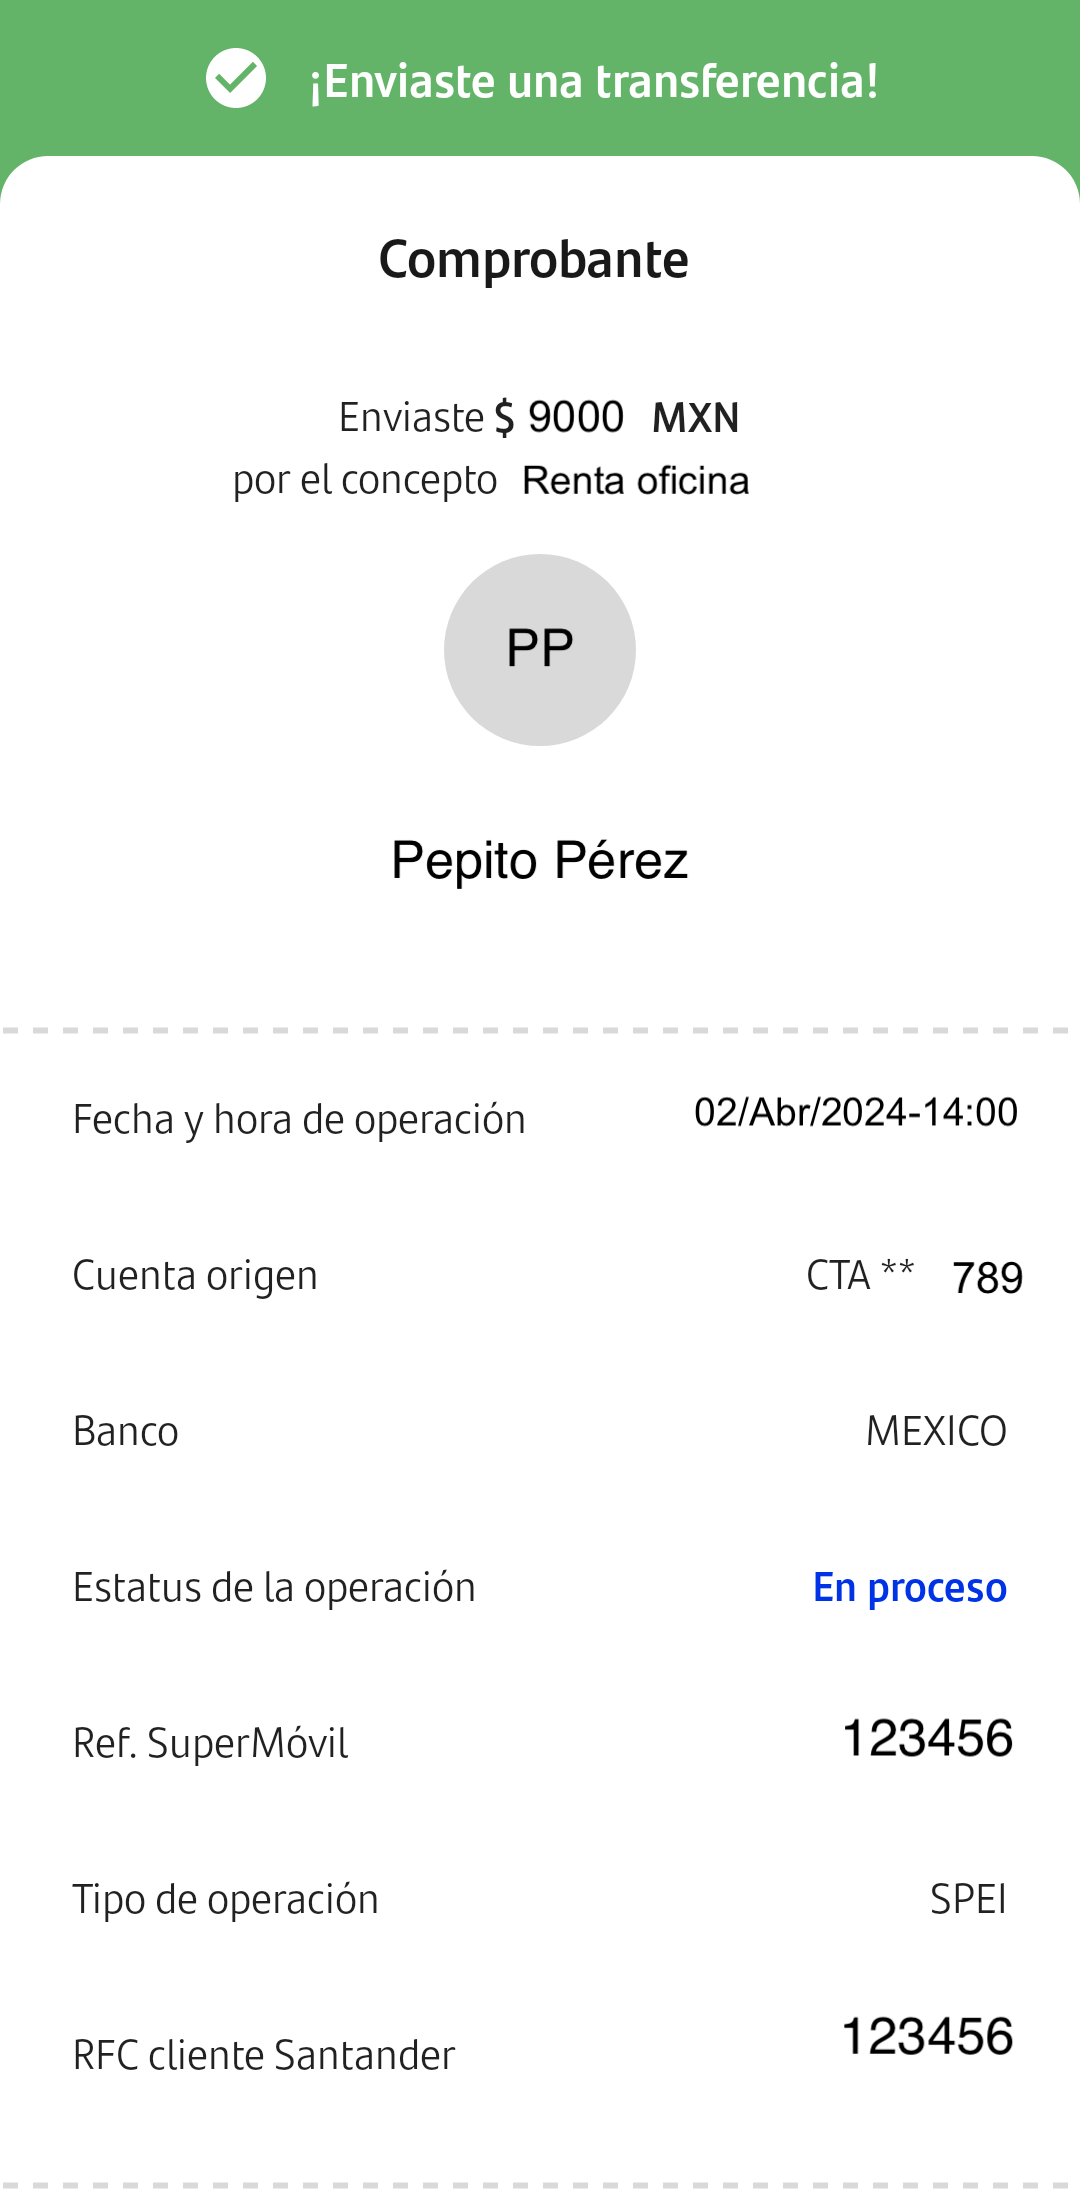 ¡Enviaste una transferencia!
Comprobante
Enviaste $ 9000 MXN
por el concepto Renta oficina
PP
Pepito Pérez
Fecha y hora de operación 02/Abr/2024-14:00
Cuenta origen CTA ** 789
Banco MEXICO
Estatus de la operación En proceso
Ref. SuperMóvil 123456
Tipo de operación SPEI
RFC cliente Santander 123456